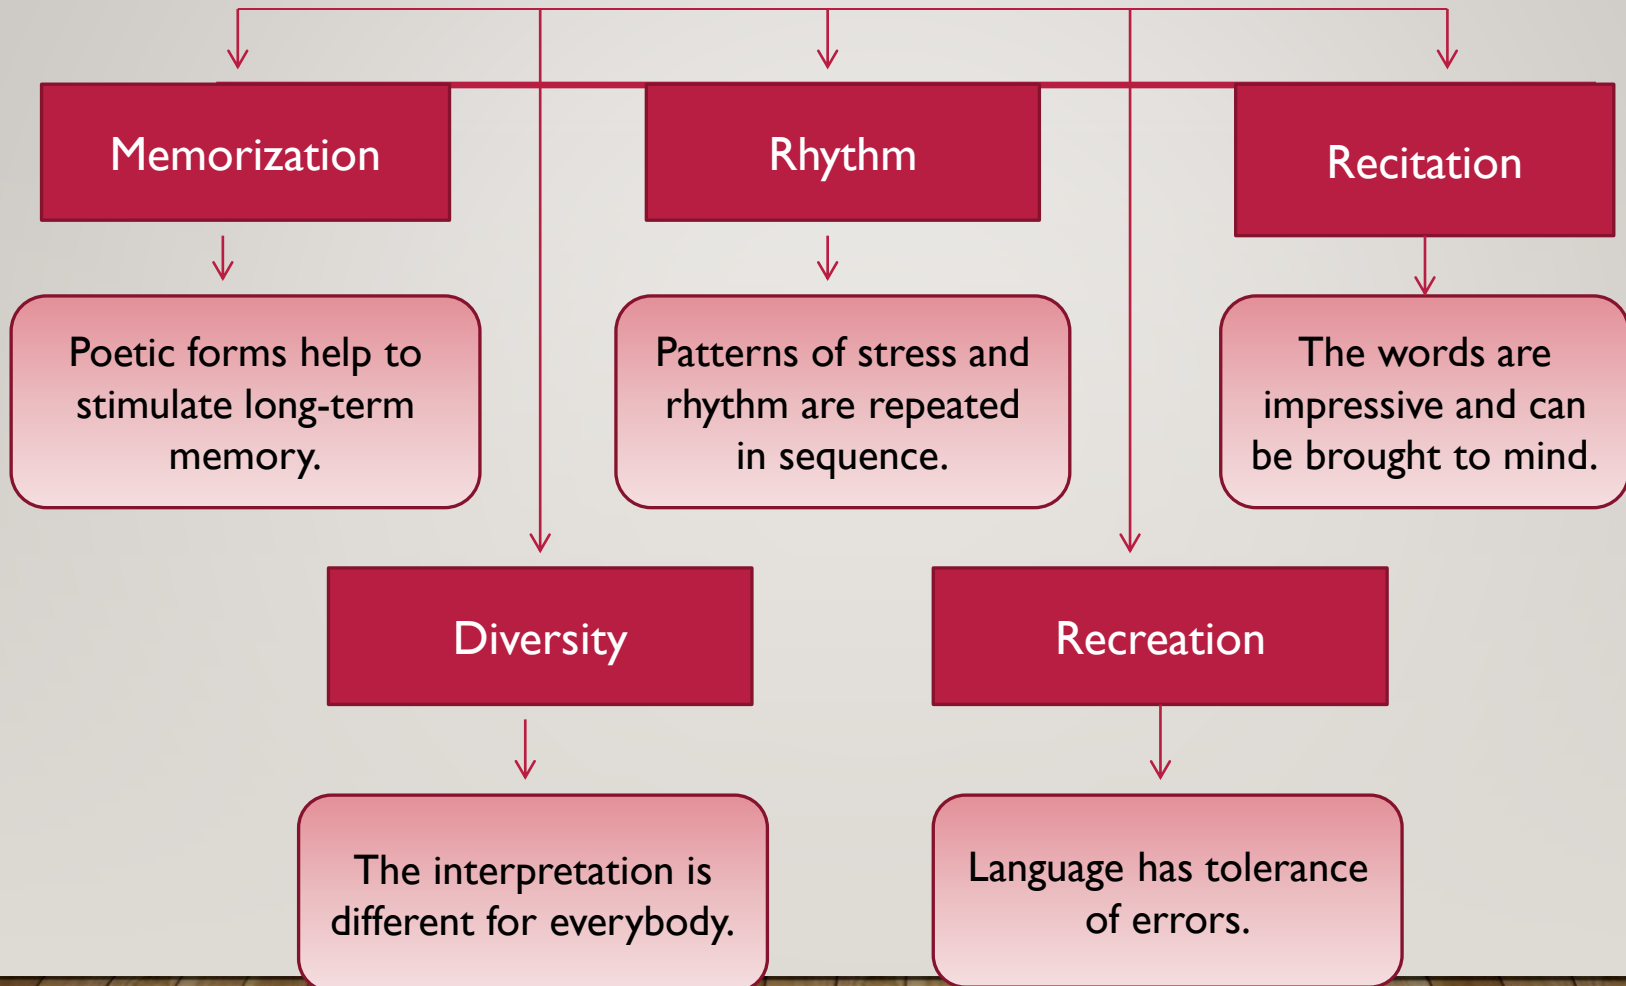 Memorization
Rhythm
Recitation
Poetic forms help to
stimulate long-term
memory.
Patterns of stress and
rhythm are repeated
in sequence.
The words are
impressive and can
be brought to mind.
Diversity
Recreation
The interpretation is
different for everybody.
Language has tolerance
of errors.